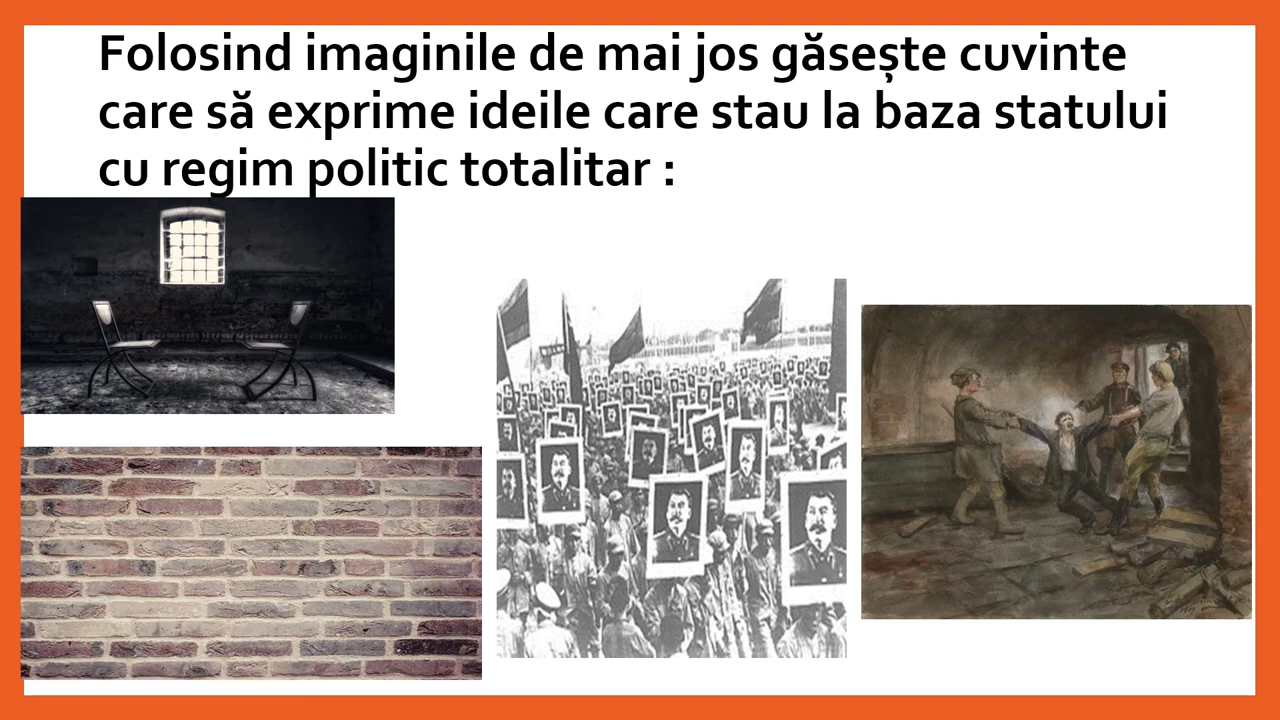 Folosind imaginile de mai jos găsește cuvinte
care să exprime ideile care stau la baza statului
cu regim politic totalitar :